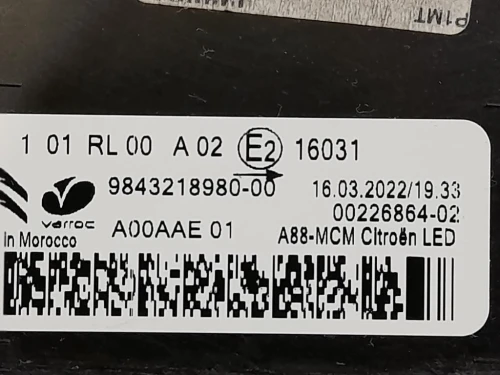 P1MT
1 01 RL 00 A 02 E2 16031
9843218980-00 16.03.2022/19.33
varroc 00226864-02
A00AAE 01
In Morocco A88-MCM Citroën LED